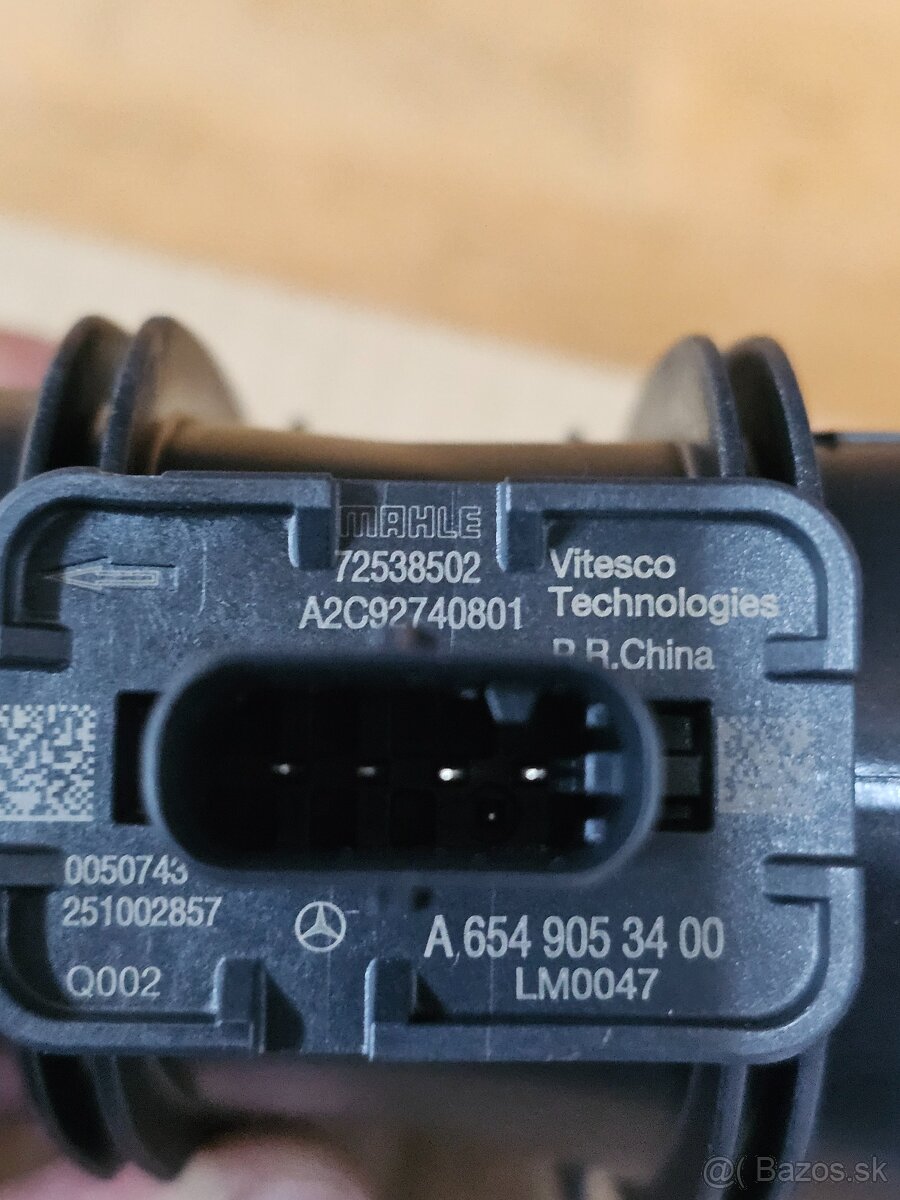 MAHLE
72538502
A2C92740801
Vitesco
Technologies
P.R.China
0050743
251002857
Q002
A 654 905 34 00
LM0047
@( Bazos.sk